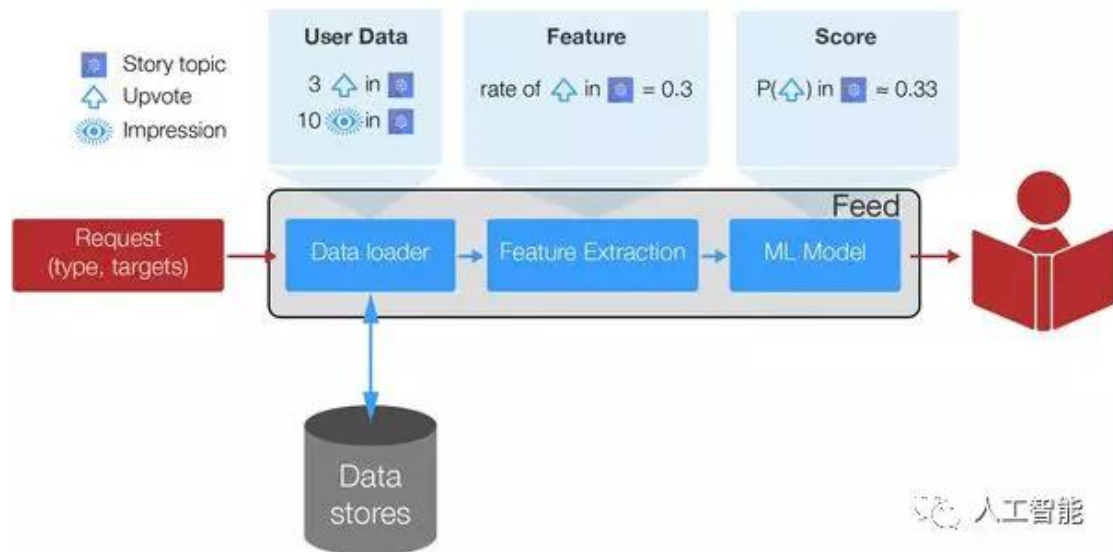 User Data
Feature
Score
Story topic
Upvote
Impression
3 in
10 in
rate of in = 0.3
P() in ≈ 0.33
Feed
Request
(type, targets)
Data loader
Feature Extraction
ML Model
Data
stores
人工智能